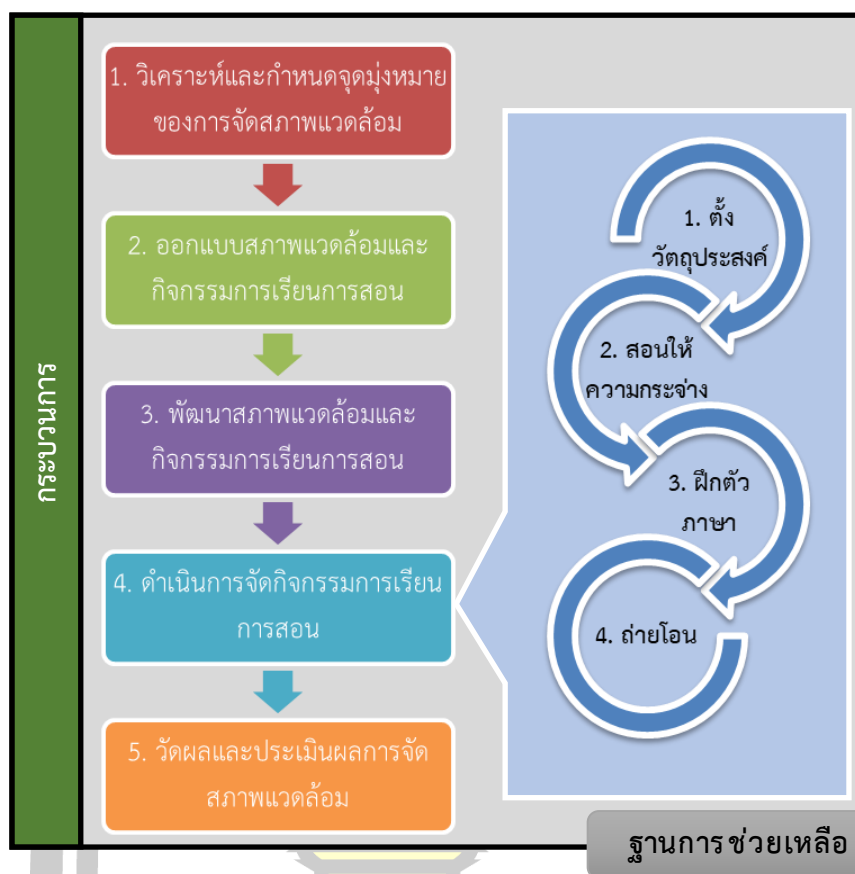 กระบวนการ
1. วิเคราะห์และกำหนดจุดมุ่งหมาย
ของการจัดสภาพแวดล้อม
2. ออกแบบสภาพแวดล้อมและ
กิจกรรมการเรียนการสอน
3. พัฒนาสภาพแวดล้อมและ
กิจกรรมการเรียนการสอน
4. ดำเนินการจัดกิจกรรมการเรียน
การสอน
5. วัดผลและประเมินผลการจัด
สภาพแวดล้อม
1. ตั้ง
วัตถุประสงค์
2. สอนให้
ความกระจ่าง
3. ฝึกตัว
ภาษา
4. ถ่ายโอน
ฐานการช่วยเหลือ